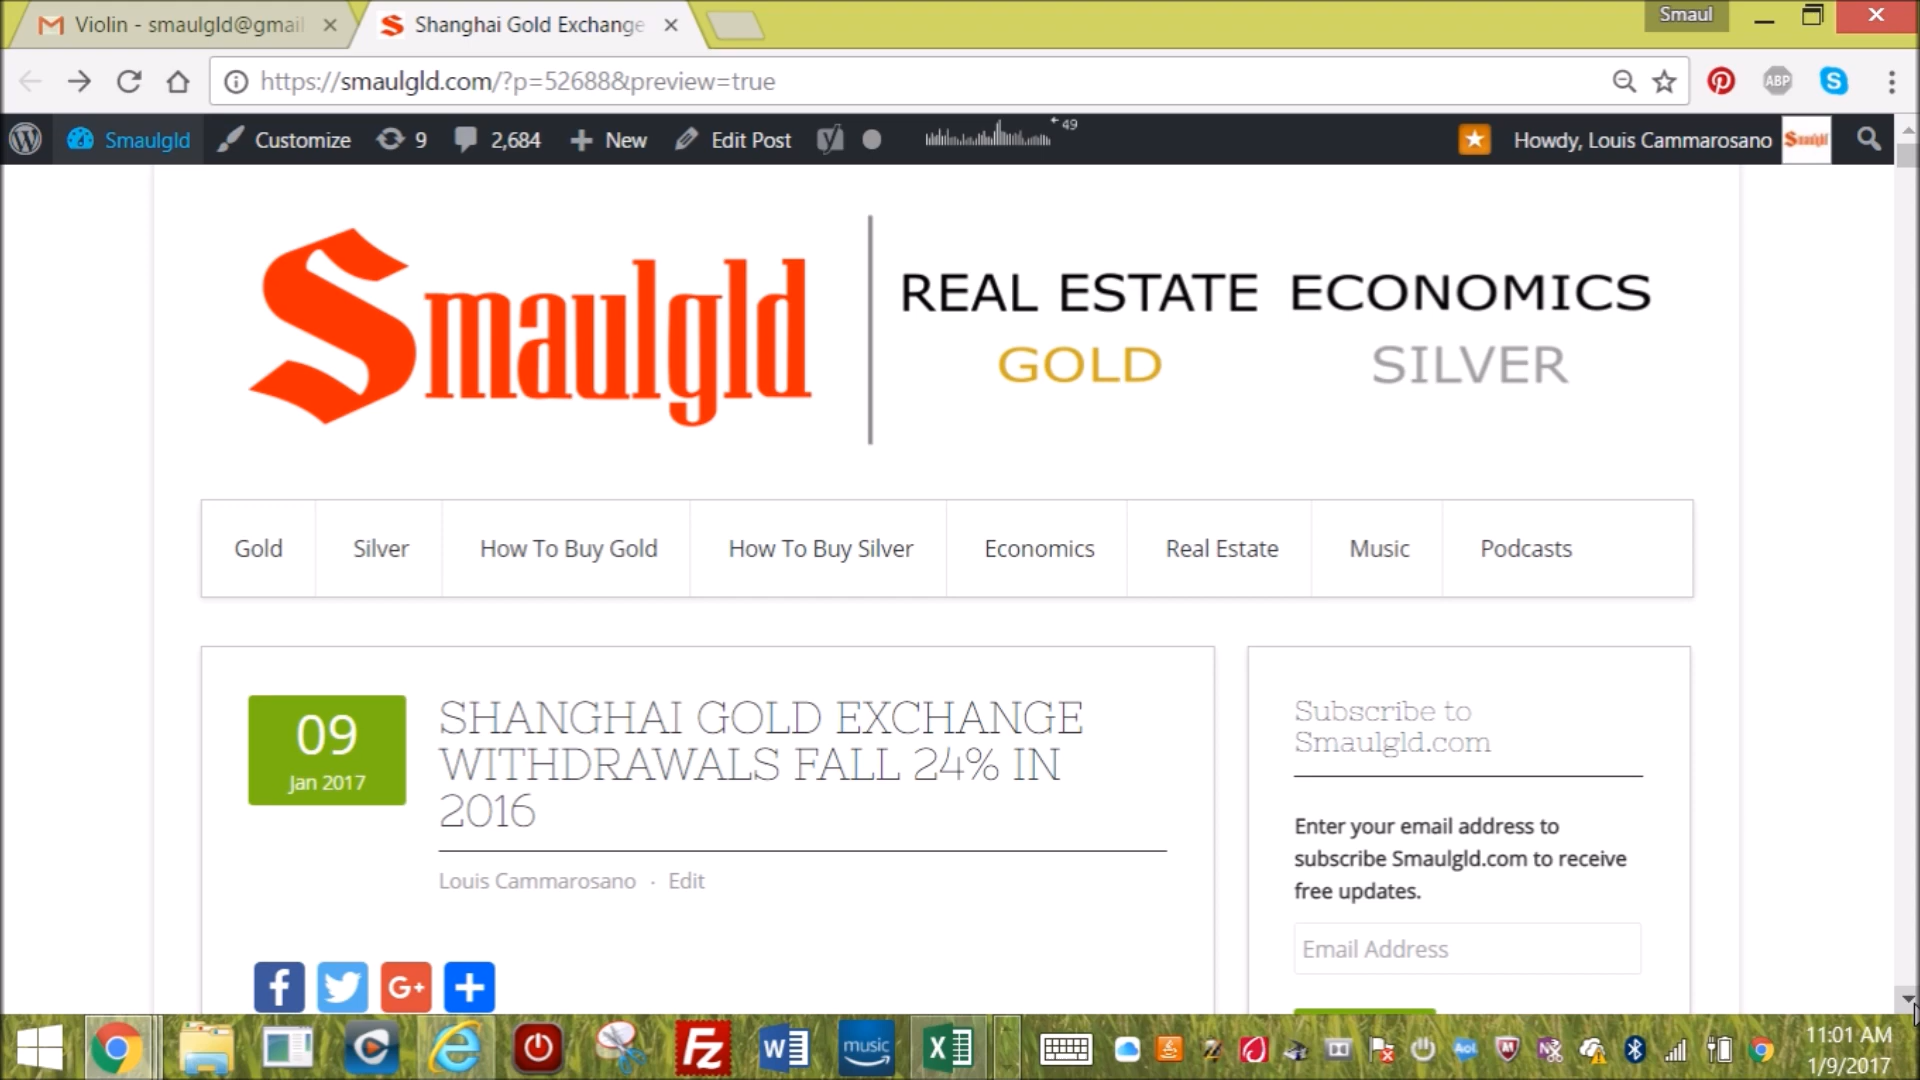 Violin - smaulgld@gmail
Shanghai Gold Exchange
Smaul
https://smaulgld.com/?p=52688&preview=true
ABP
Smaulgld
Customize
9
2,684
New
Edit Post
49
Howdy, Louis Cammarosano
Smaulgld
Smaulgld
REAL ESTATE ECONOMICS
GOLD SILVER
Gold
Silver
How To Buy Gold
How To Buy Silver
Economics
Real Estate
Music
Podcasts
09
Jan 2017
SHANGHAI GOLD EXCHANGE
WITHDRAWALS FALL 24% IN
2016
Louis Cammarosano · Edit
Subscribe to
Smaulgld.com
Enter your email address to
subscribe Smaulgld.com to receive
free updates.
Email Address
G+
music
Aol
11:01 AM
1/9/2017